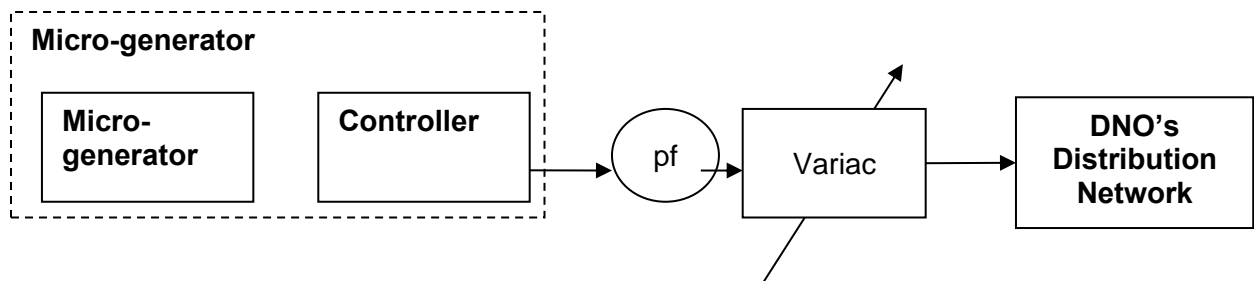 Micro-generator
Micro-
generator
Controller
pf
Variac
DNO's
Distribution
Network